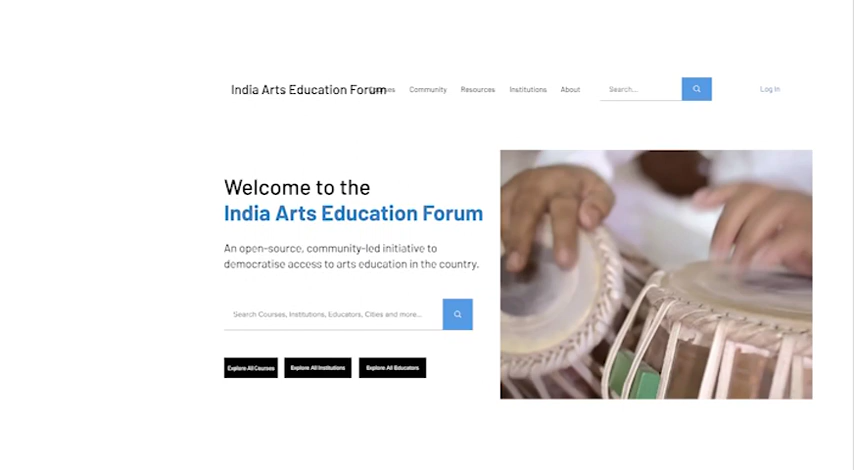 India Arts Education Forum
Community Resources Institutions About Search... Log In
Welcome to the
India Arts Education Forum
An open-source, community-led initiative to
democratise access to arts education in the country.
Search Courses, Institutions, Educators, Cities and more...
Explore All Courses Explore All Institutions Explore All Educators